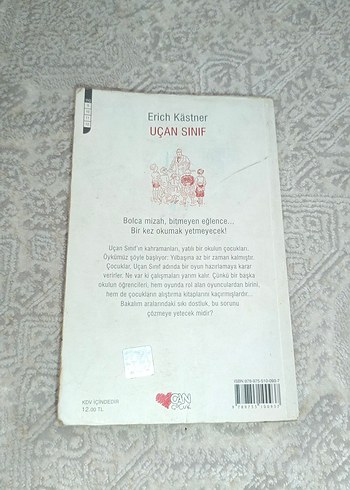 Erich Kästner
UÇAN SINIF
Bolca mizah, bitmeyen eğlence...
Bir kez okumak yetmeyecek!
Uçan Sınıf'ın kahramanları, yatılı bir okulun çocukları.
Öykümüz şöyle başlıyor: Yılbaşına az bir zaman kalmıştır.
Çocuklar, Uçan Sınıf adında bir oyun hazırlamaya karar
verirler. Ne var ki çalışmaları yarım kalır. Çünkü bir başka
okulun öğrencileri, hem oyunda rol alan oyunculardan birini,
hem de çocukların alıştırma kitaplarını kaçırmışlardır...
Bakalım aralarındaki sıkı dostluk, bu sorunu
çözmeye yetecek midir?
KDV İÇİNDEDİR
12.00 TL
CAN
ÇOCUK